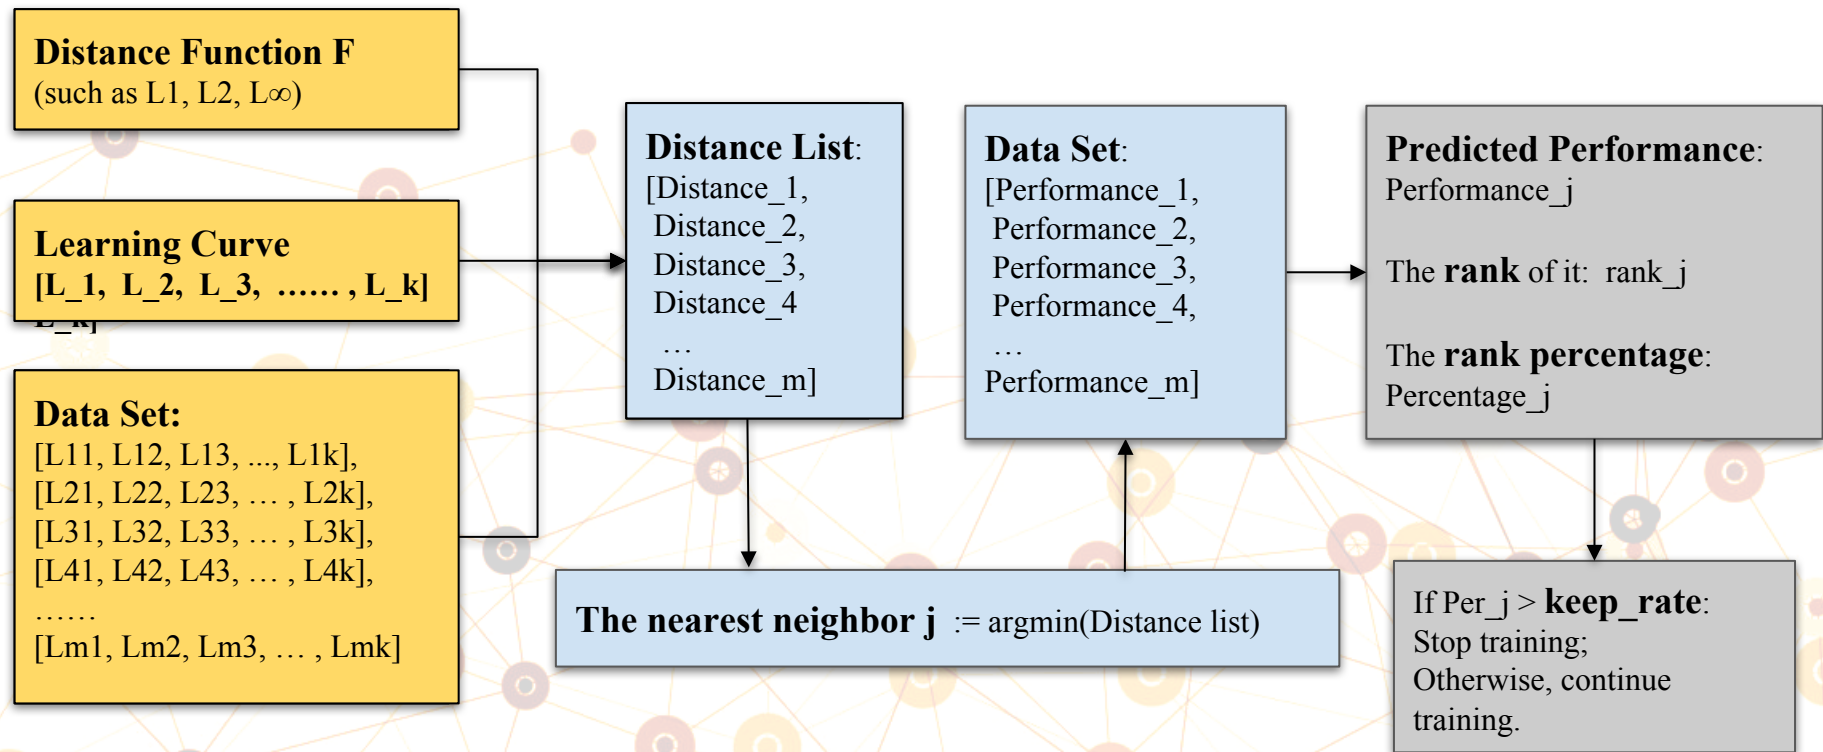 Distance Function F
(such as L1, L2, L∞)
Learning Curve
[L_1, L_2, L_3, …… , L_k]
L_k]
Data Set:
[L11, L12, L13, ..., L1k],
[L21, L22, L23, … , L2k],
[L31, L32, L33, … , L3k],
[L41, L42, L43, … , L4k],
……
[Lm1, Lm2, Lm3, … , Lmk]
Distance List:
[Distance_1,
Distance_2,
Distance_3,
Distance_4
…
Distance_m]
The nearest neighbor j := argmin(Distance list)
Data Set:
[Performance_1,
Performance_2,
Performance_3,
Performance_4,
…
Performance_m]
Predicted Performance:
Performance_j
The rank of it: rank_j
The rank percentage:
Percentage_j
If Per_j > keep_rate:
Stop training;
Otherwise, continue
training.